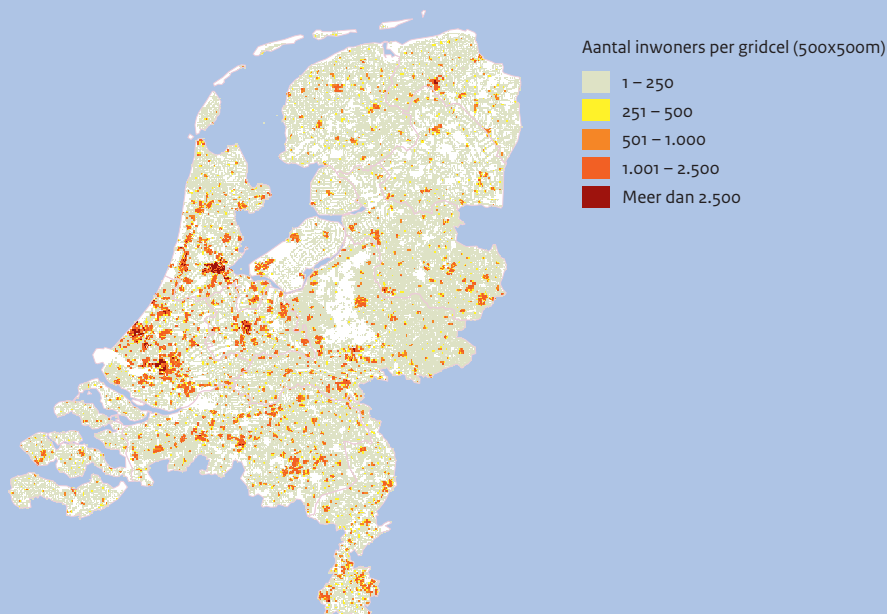 Aantal inwoners per gridcel (500x500m)
1 – 250
251 – 500
501 – 1.000
1.001 – 2.500
Meer dan 2.500